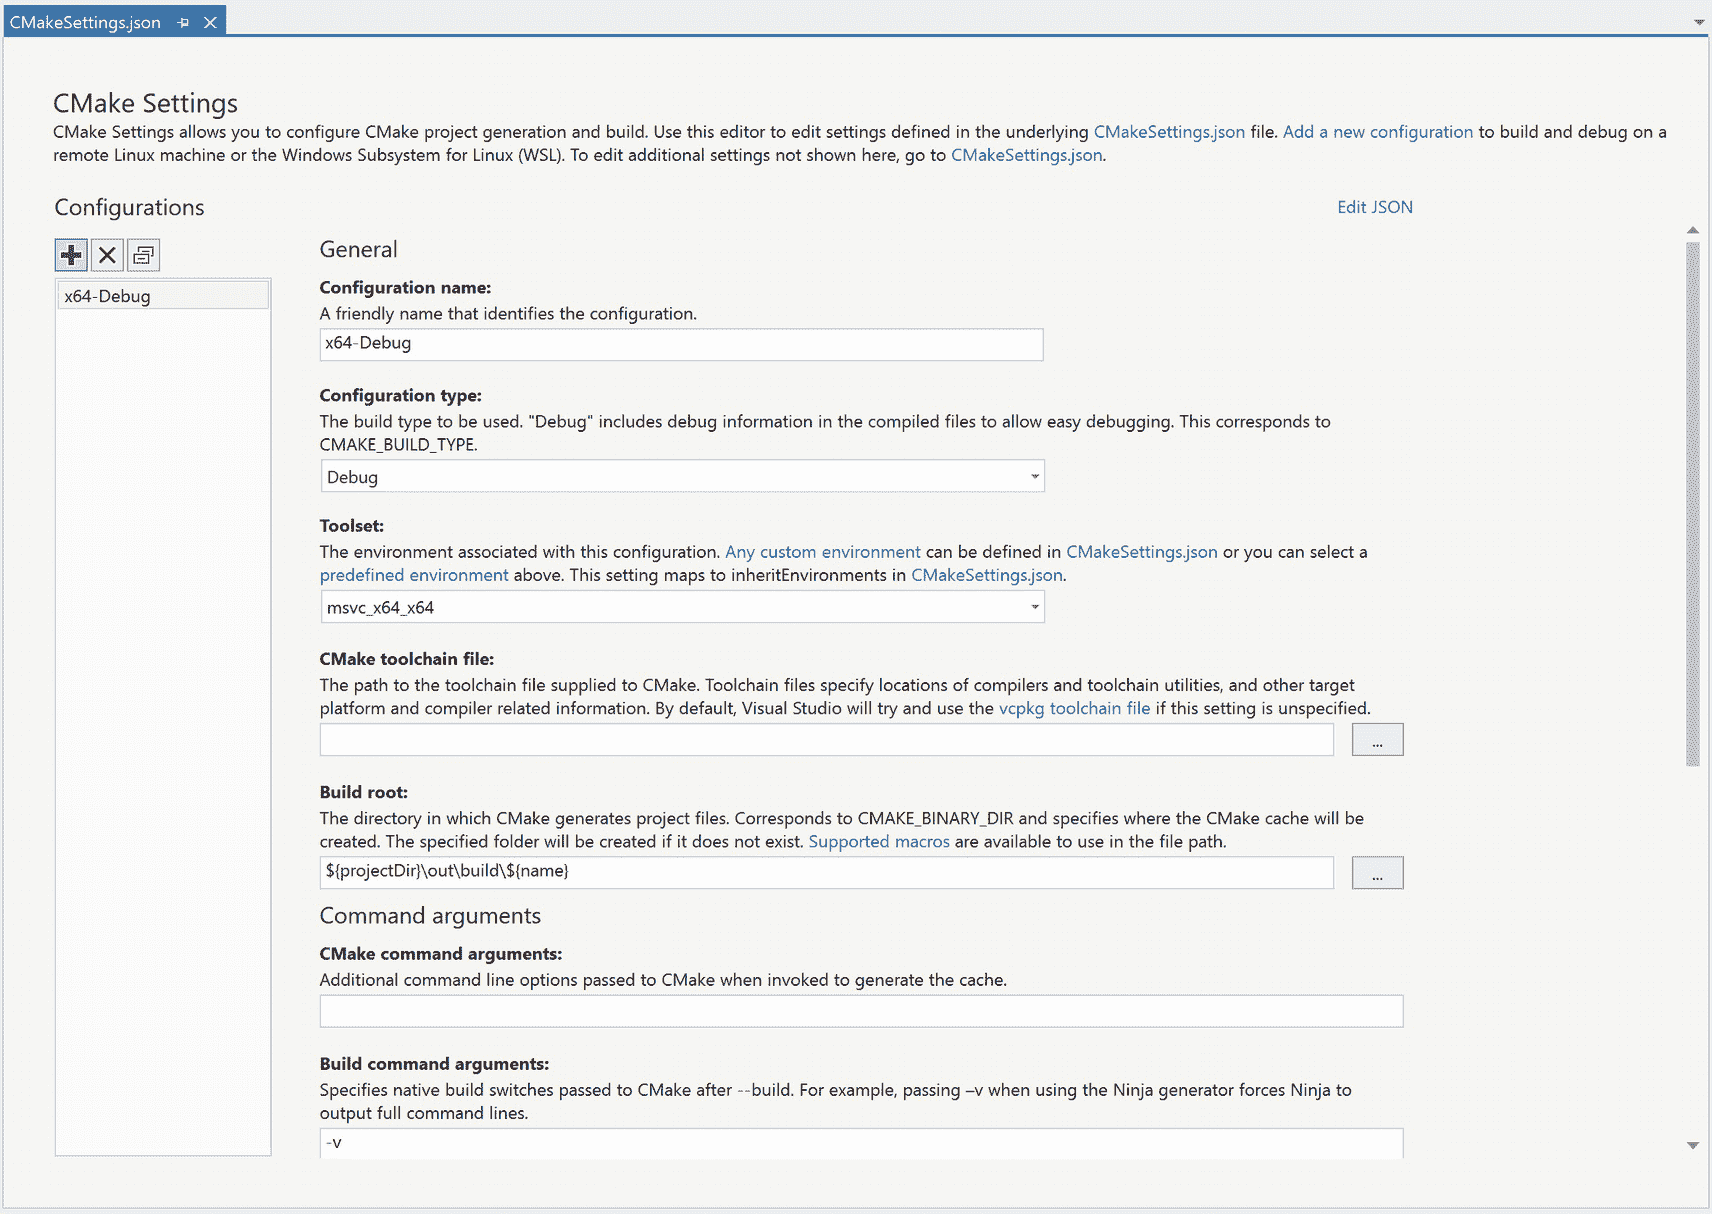 CMakeSettings.json
CMake Settings
CMake Settings allows you to configure CMake project generation and build. Use this editor to edit settings defined in the underlying CMakeSettings.json file. Add a new configuration to build and debug on a
remote Linux machine or the Windows Subsystem for Linux (WSL). To edit additional settings not shown here, go to CMakeSettings.json.
Configurations
Edit JSON
x64-Debug
General
Configuration name:
A friendly name that identifies the configuration.
x64-Debug
Configuration type:
The build type to be used. "Debug" includes debug information in the compiled files to allow easy debugging. This corresponds to
CMAKE_BUILD_TYPE.
Debug
Toolset:
The environment associated with this configuration. Any custom environment can be defined in CMakeSettings.json or you can select a
predefined environment above. This setting maps to inheritEnvironments in CMakeSettings.json.
msvc_x64_x64
CMake toolchain file:
The path to the toolchain file supplied to CMake. Toolchain files specify locations of compilers and toolchain utilities, and other target
platform and compiler related information. By default, Visual Studio will try and use the vcpkg toolchain file if this setting is unspecified.
...
Build root:
The directory in which CMake generates project files. Corresponds to CMAKE_BINARY_DIR and specifies where the CMake cache will be
created. The specified folder will be created if it does not exist. Supported macros are available to use in the file path.
${projectDir}\out\build\${name}
...
Command arguments
CMake command arguments:
Additional command line options passed to CMake when invoked to generate the cache.
Build command arguments:
Specifies native build switches passed to CMake after --build. For example, passing –v when using the Ninja generator forces Ninja to
output full command lines.
-v